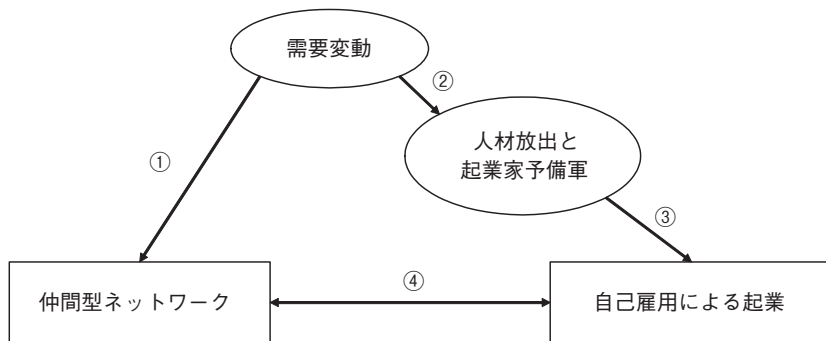 需要変動
②
人材放出と
起業家予備軍
①
③
仲間型ネットワーク
④
自己雇用による起業